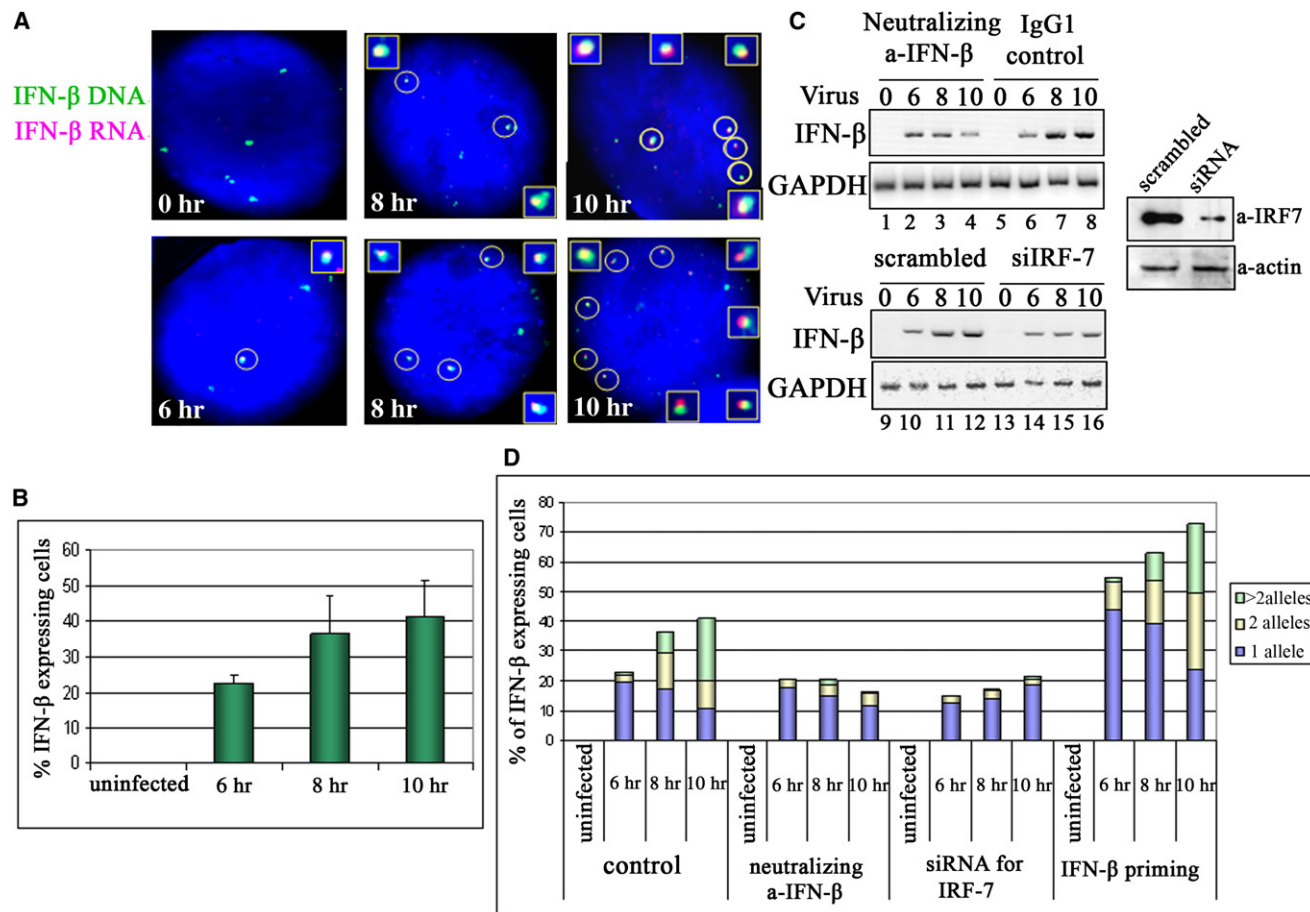 A
IFN-β DNA
IFN-β RNA
0 hr
8 hr
10 hr
6 hr
8 hr
10 hr
C
Neutralizing a-IFN-β
IgG1 control
Virus 0 6 8 10 0 6 8 10
IFN-β
GAPDH
1 2 3 4 5 6 7 8
scrambled siRNA
a-IRF7
a-actin
scrambled siIRF-7
Virus 0 6 8 10 0 6 8 10
IFN-β
GAPDH
9 10 11 12 13 14 15 16
B
% IFN-β expressing cells
60
50
40
30
20
10
0
uninfected 6 hr 8 hr 10 hr
D
% of IFN-β expressing cells
80
70
60
50
40
30
20
10
0
uninfected 6 hr 8 hr 10 hr uninfected 6 hr 8 hr 10 hr uninfected 6 hr 8 hr 10 hr uninfected 6 hr 8 hr 10 hr
control
neutralizing a-IFN-β
siRNA for IRF-7
IFN-β priming
>2alleles
2 alleles
1 allele